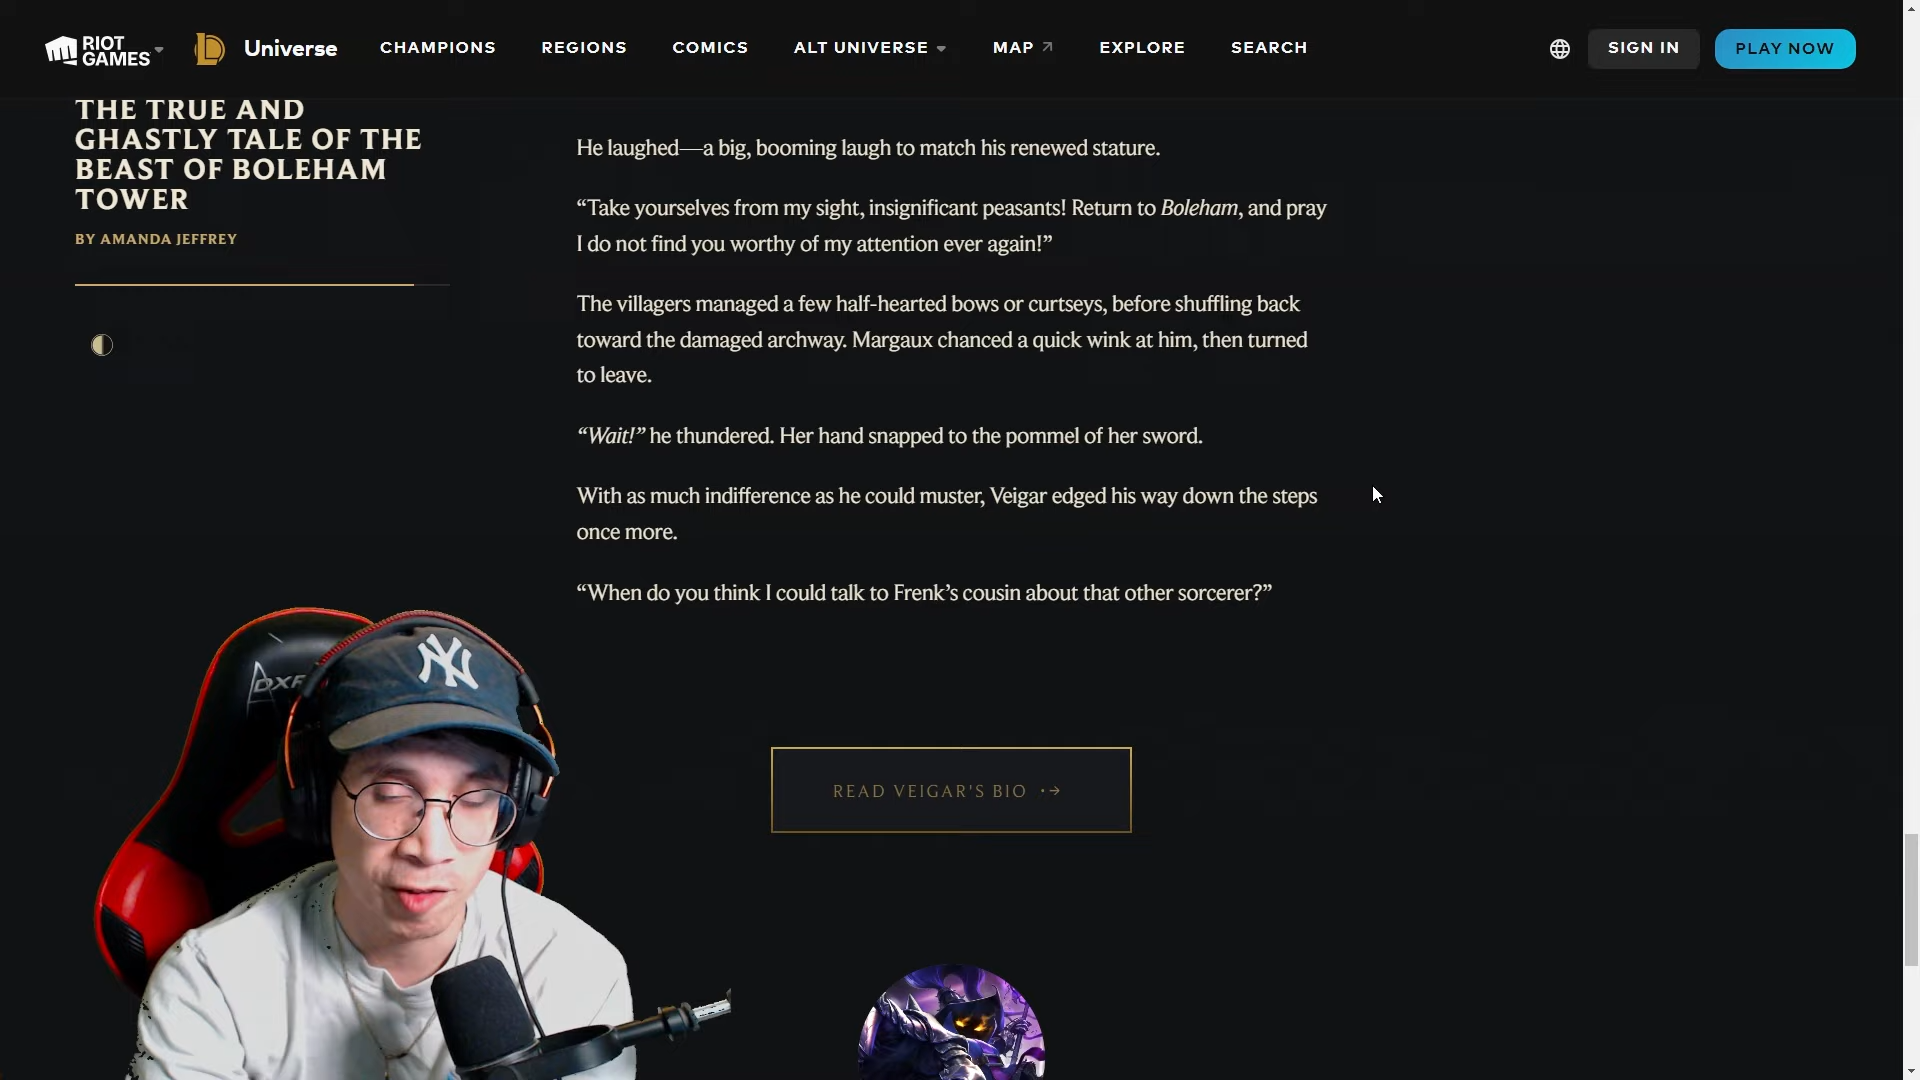 RIOT
GAMES
Universe
CHAMPIONS
REGIONS
COMICS
ALT UNIVERSE
MAP
EXPLORE
SEARCH
SIGN IN
PLAY NOW
THE TRUE AND
GHASTLY TALE OF THE
BEAST OF BOLEHAM
TOWER
BY AMANDA JEFFREY
He laughed—a big, booming laugh to match his renewed stature.
“Take yourselves from my sight, insignificant peasants! Return to Boleham, and pray
I do not find you worthy of my attention ever again!”
The villagers managed a few half-hearted bows or curtseys, before shuffling back
toward the damaged archway. Margaux chanced a quick wink at him, then turned
to leave.
“Wait!” he thundered. Her hand snapped to the pommel of her sword.
With as much indifference as he could muster, Veigar edged his way down the steps
once more.
“When do you think I could talk to Frenk’s cousin about that other sorcerer?”
READ VEIGAR'S BIO
NY